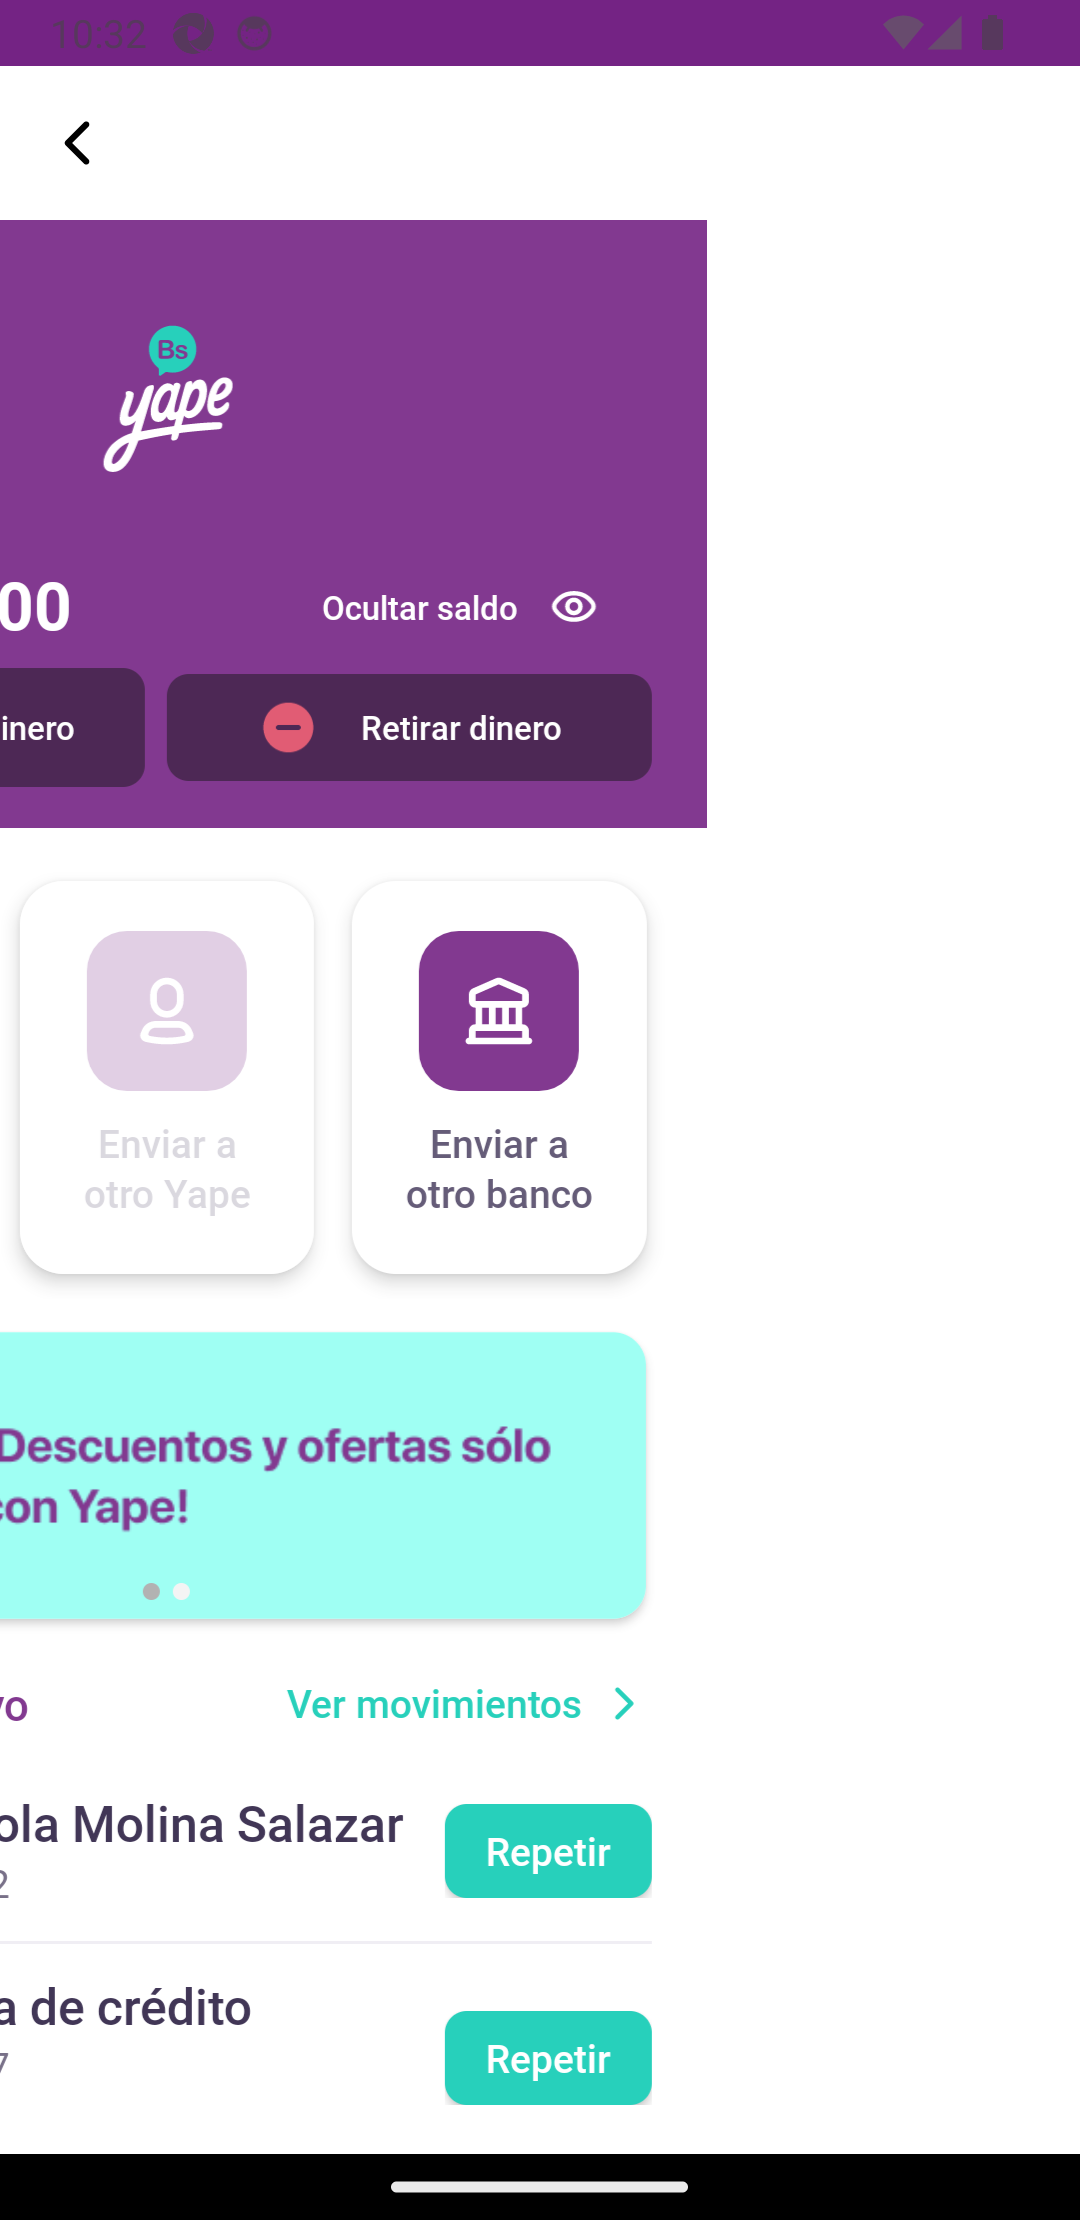 10:32
Bs
yape
00
Ocultar saldo
inero
Retirar dinero
Enviar a
otro Yape
Enviar a
otro banco
Descuentos y ofertas sólo
con Yape!
vo
Ver movimientos
ola Molina Salazar
Repetir
2
a de crédito
Repetir
7